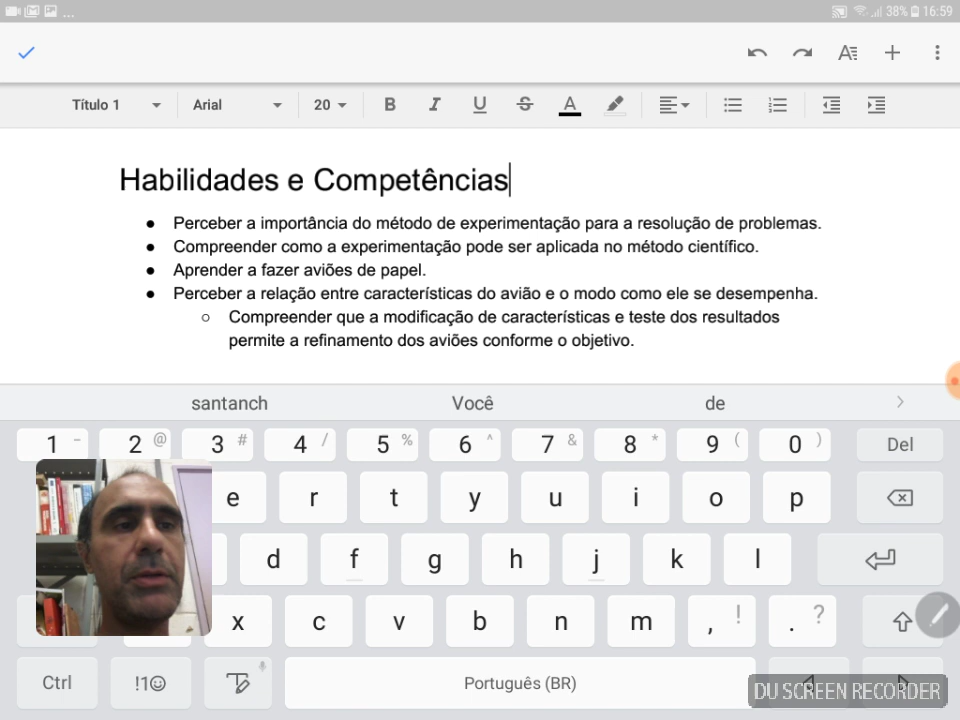 ... 38% 16:59
Título 1 Arial 20 B I U S A
Habilidades e Competências
● Perceber a importância do método de experimentação para a resolução de problemas.
● Compreender como a experimentação pode ser aplicada no método científico.
● Aprender a fazer aviões de papel.
● Perceber a relação entre características do avião e o modo como ele se desempenha.
○ Compreender que a modificação de características e teste dos resultados
permite a refinamento dos aviões conforme o objetivo.
santanch Você de
1 - 2 @ 3 # 4 / 5 % 6 ^ 7 & 8 * 9 ( 0 ) Del
e r t y u i o p
d f g h j k l
x c v b n m , ! . ?
Ctrl !1☺ Português (BR)
DU SCREEN RECORDER